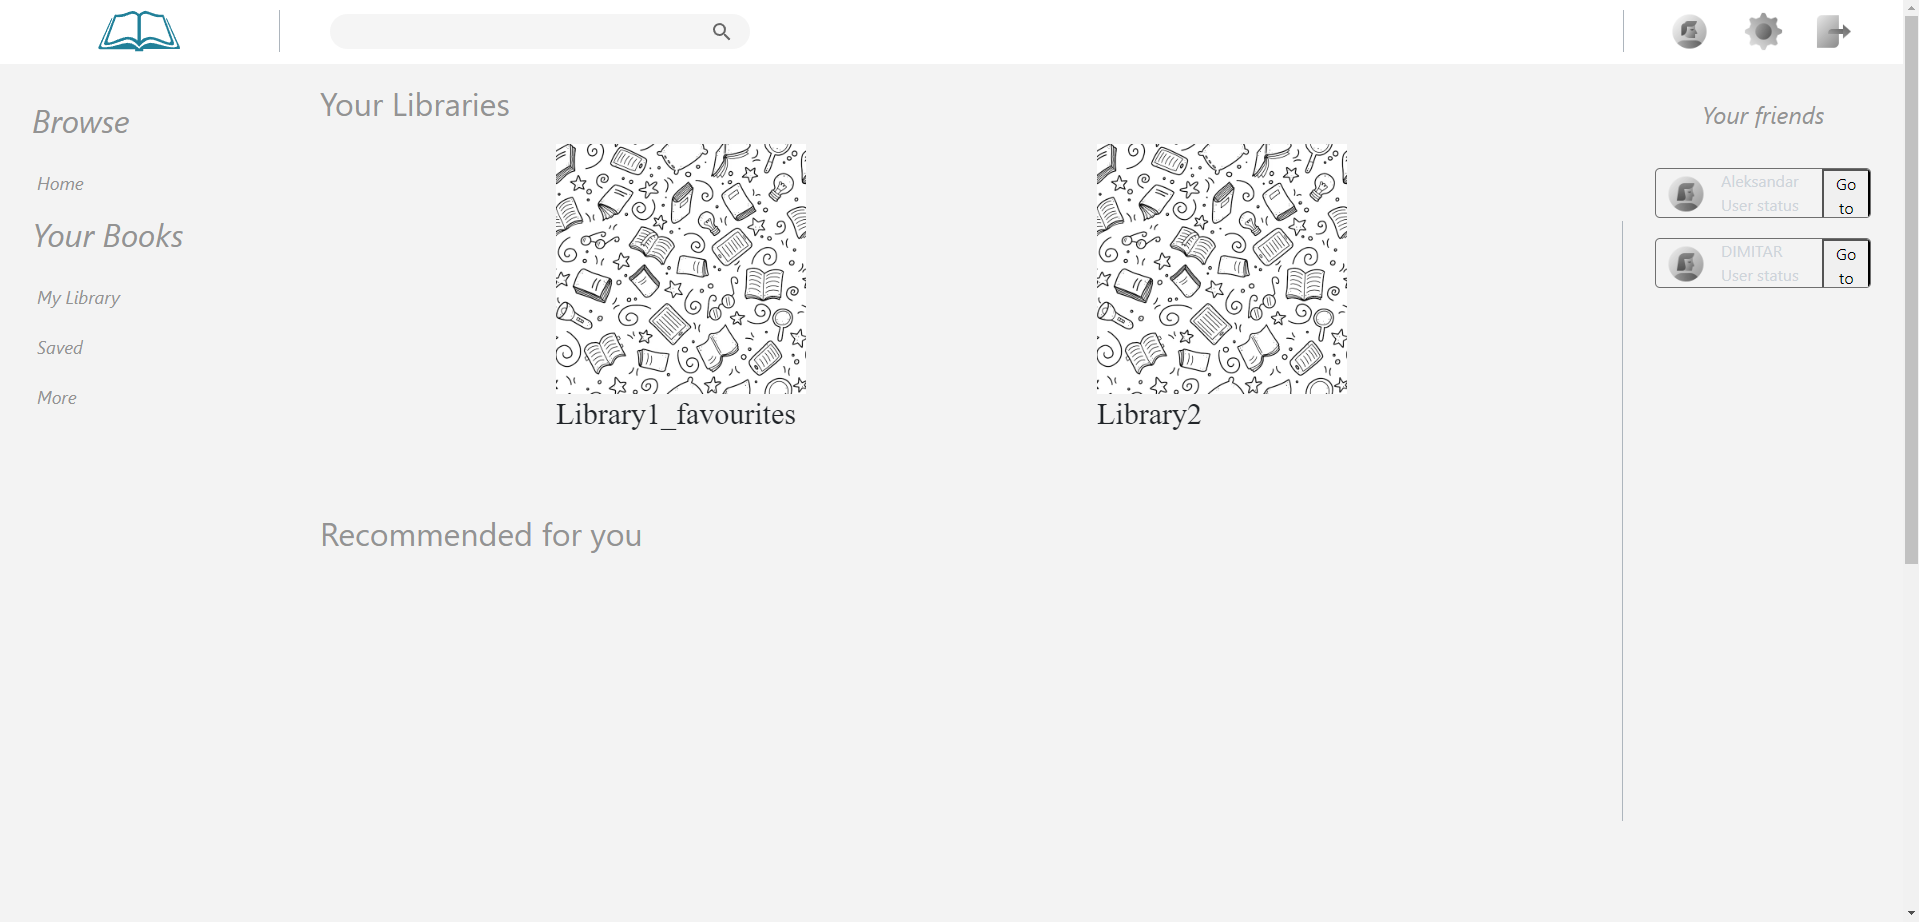 Browse
Home
Your Books
My Library
Saved
More
Your Libraries
Library1_favourites
Library2
Recommended for you
Your friends
Aleksandar
User status
Go
to
DIMITAR
User status
Go
to